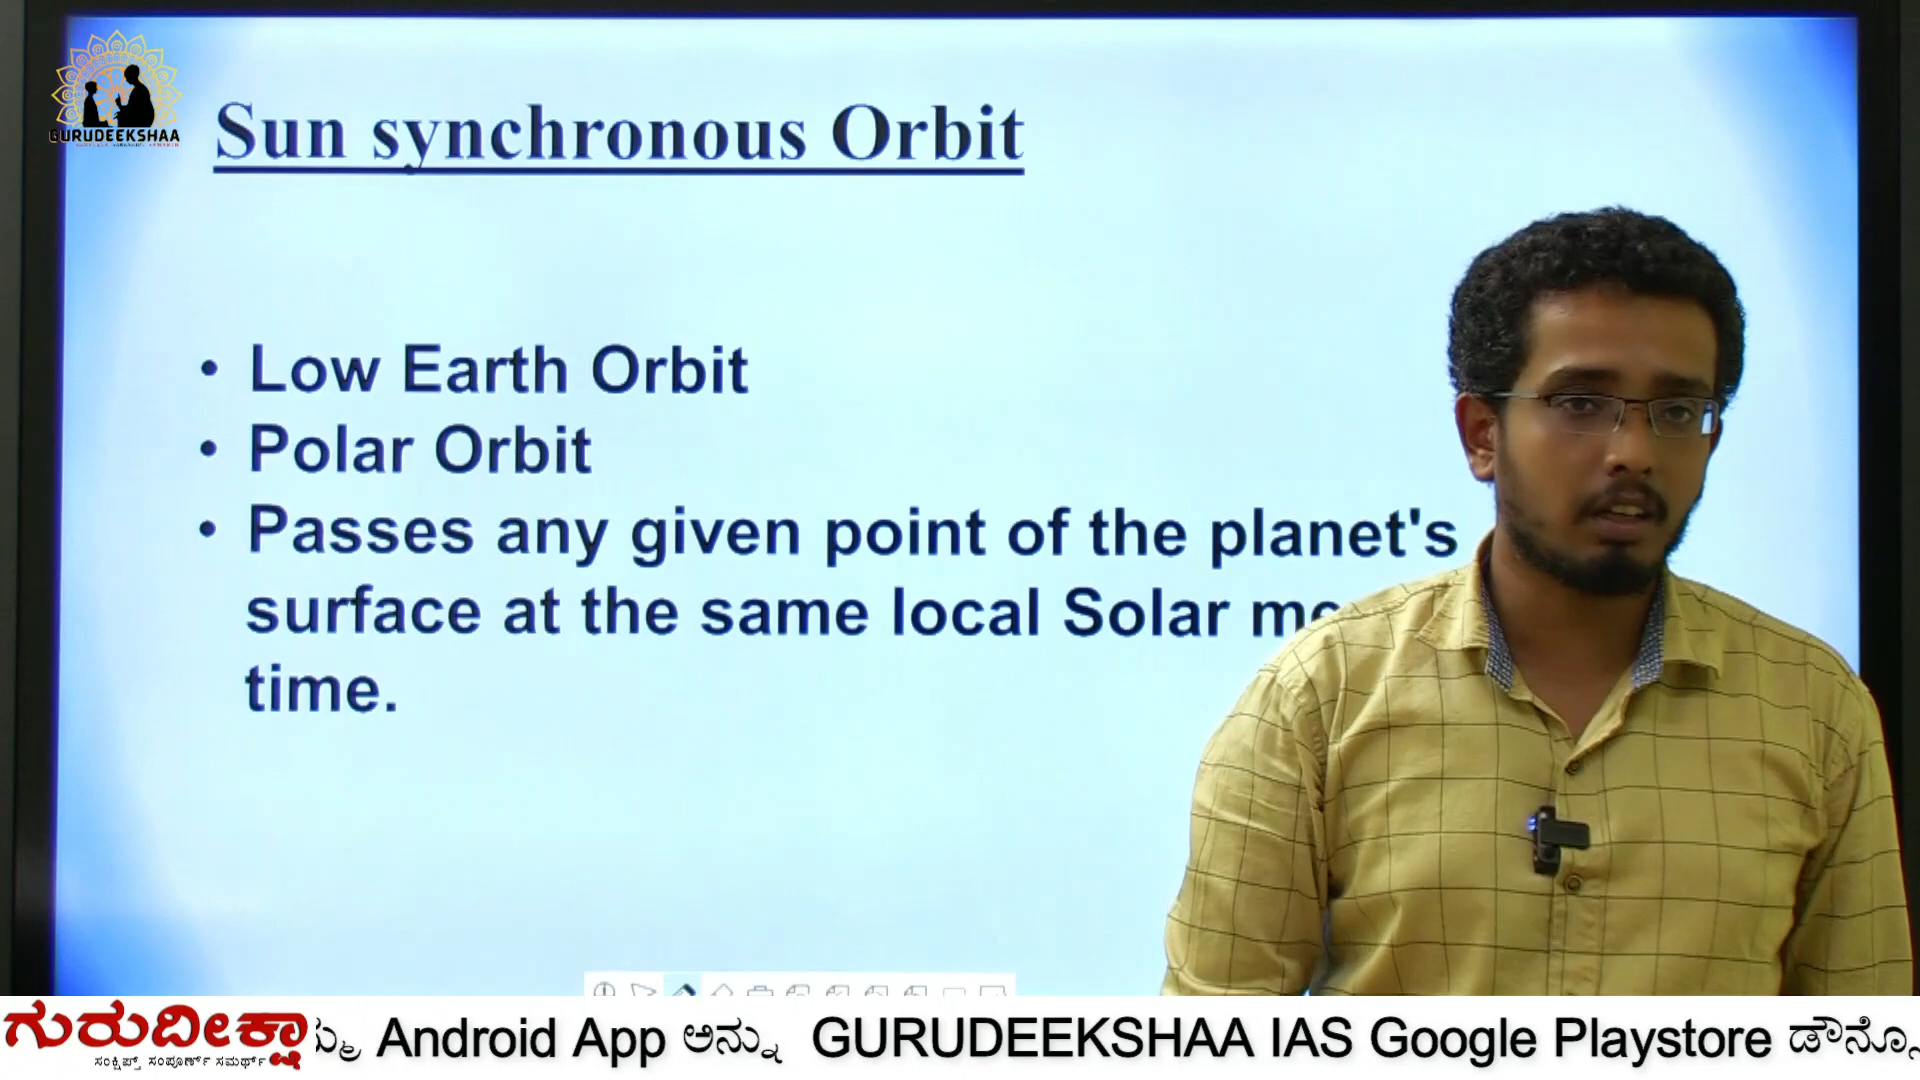 GURUDEEKSHAA
Sun synchronous Orbit
• Low Earth Orbit
• Polar Orbit
• Passes any given point of the planet's
surface at the same local Solar
time.
ಗುರುದೀಕ್ಷಾ
ಸಂಕ್ಷಿಪ್ತ್ ಸಂಪೂರ್ಣ್ ಸಮರ್ಥ್
Android App ಅನ್ನು GURUDEEKSHAA IAS Google Playstore